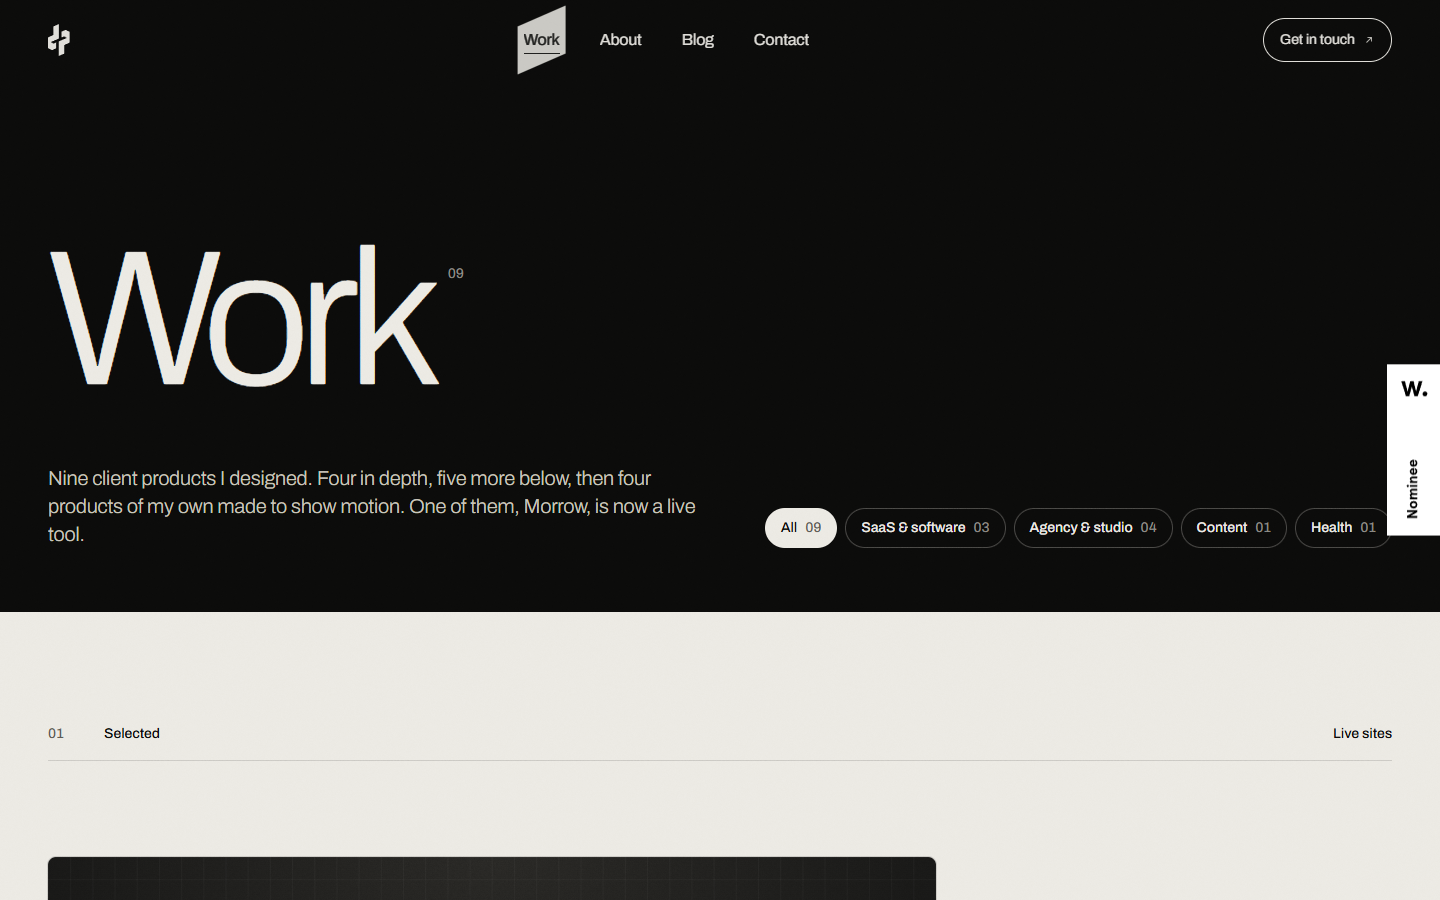 Work
About
Blog
Contact
Get in touch
Work
09
Nine client products I designed. Four in depth, five more below, then four
products of my own made to show motion. One of them, Morrow, is now a live
tool.
All 09
SaaS & software 03
Agency & studio 04
Content 01
Health 01
W.
Nominee
01
Selected
Live sites